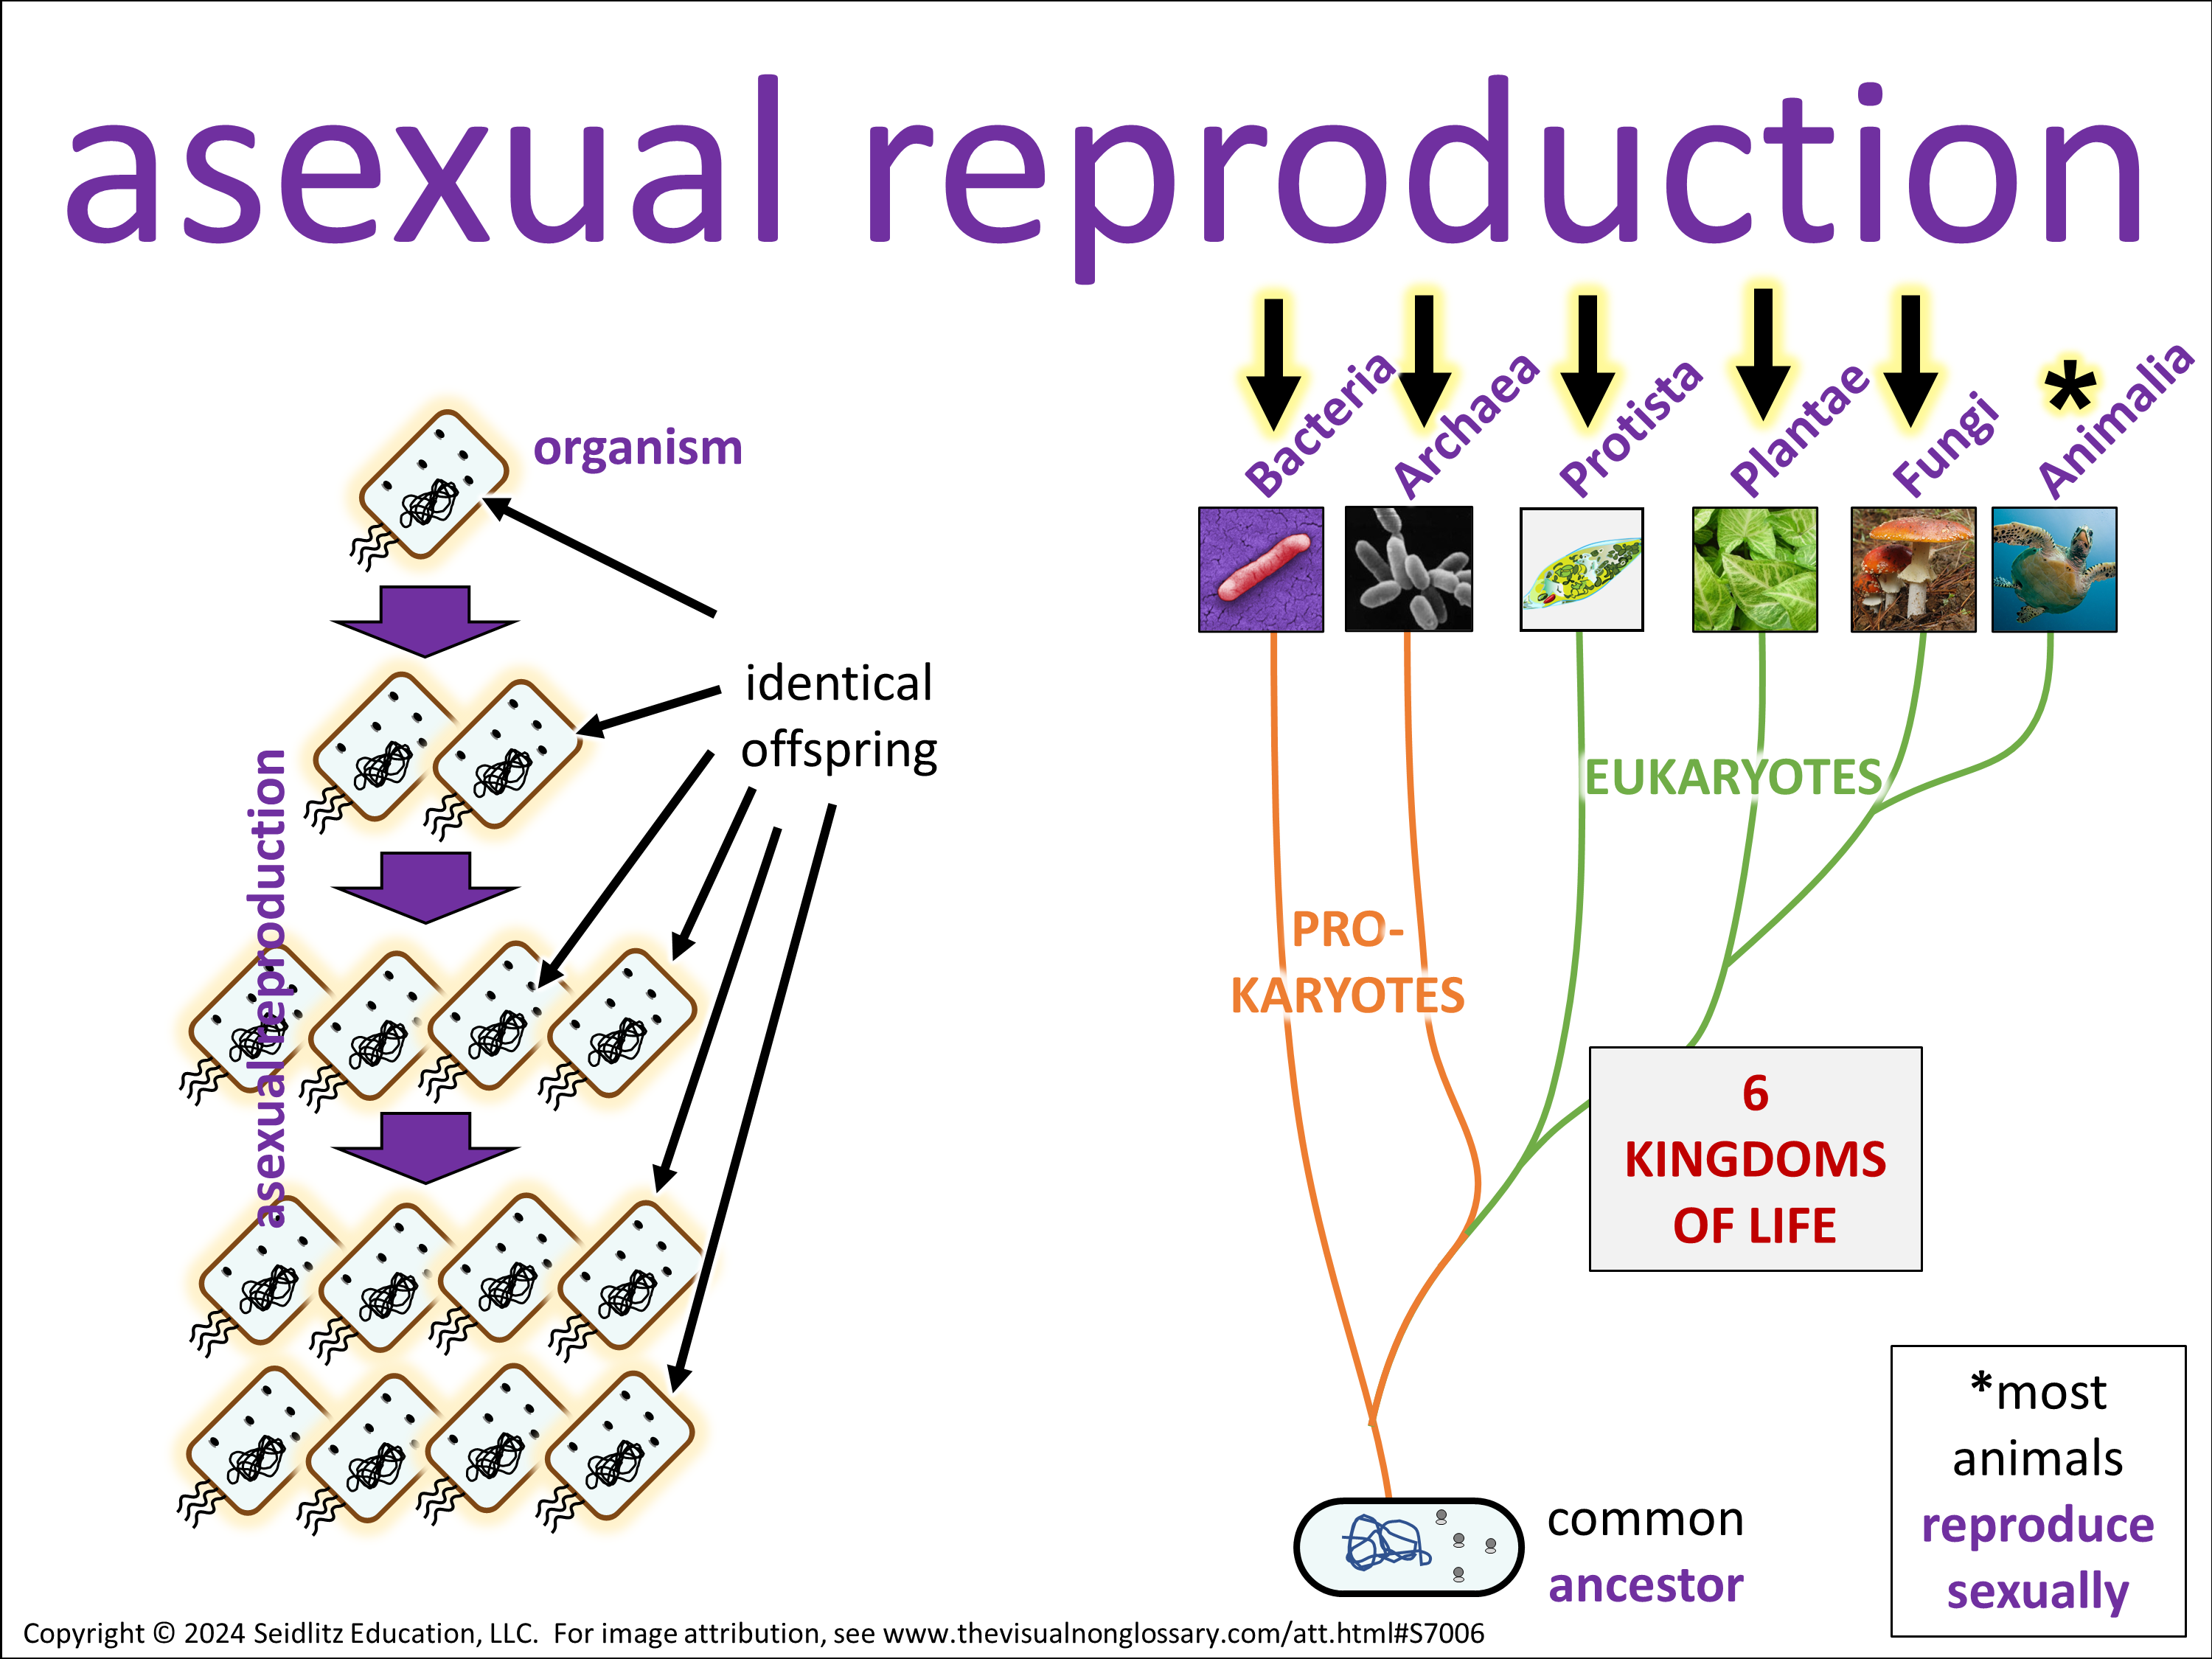 asexual reproduction
organism
identical
offspring
asexual reproduction
Bacteria
Archaea
Protista
Plantae
Fungi
*
Animalia
EUKARYOTES
PRO-
KARYOTES
6
KINGDOMS
OF LIFE
common
ancestor
*most
animals
reproduce
sexually
Copyright © 2024 Seidlitz Education, LLC.  For image attribution, see www.thevisualnonglossary.com/att.html#S7006